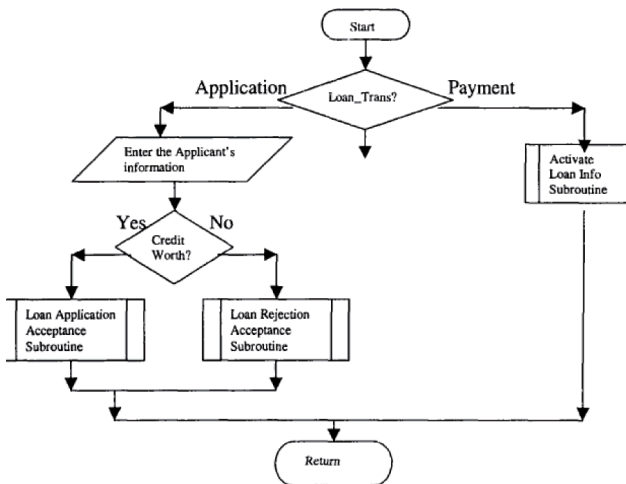 Start
Application
Loan_Trans?
Payment
Enter the Applicant's
information
Activate
Loan Info
Subroutine
Yes
No
Credit
Worth?
Loan Application
Acceptance
Subroutine
Loan Rejection
Acceptance
Subroutine
Return